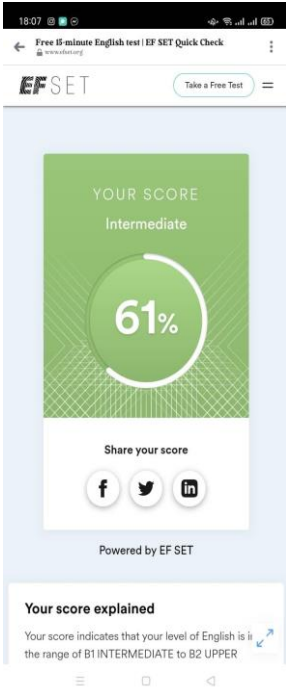 18:07
Free 15-minute English test | EF SET Quick Check
www.efset.org
EF SET
Take a Free Test
YOUR SCORE
Intermediate
61%
Share your score
Powered by EF SET
Your score explained
Your score indicates that your level of English is in
the range of B1 INTERMEDIATE to B2 UPPER